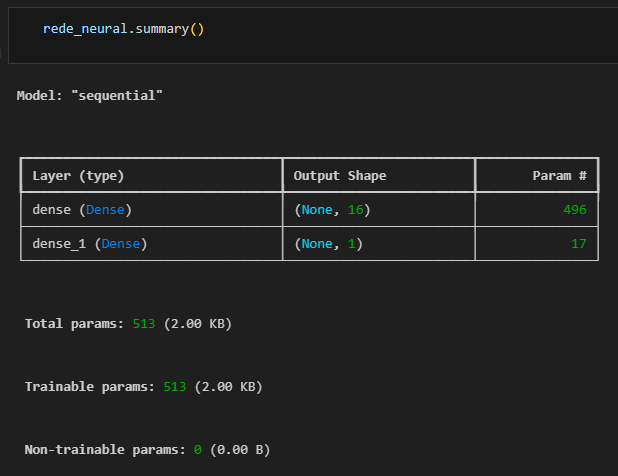 rede_neural.summary()
Model: "sequential"
Layer (type) Output Shape Param #
dense (Dense) (None, 16) 496
dense_1 (Dense) (None, 1) 17
Total params: 513 (2.00 KB)
Trainable params: 513 (2.00 KB)
Non-trainable params: 0 (0.00 B)